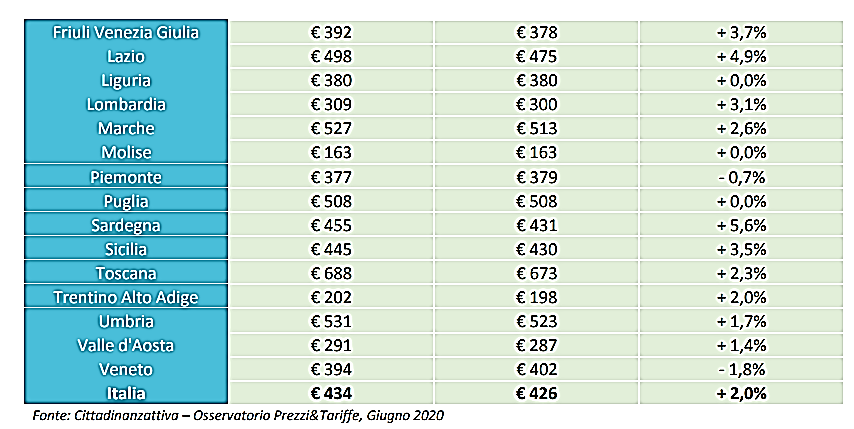 Friuli Venezia Giulia € 392 € 378 + 3,7%
Lazio € 498 € 475 + 4,9%
Liguria € 380 € 380 + 0,0%
Lombardia € 309 € 300 + 3,1%
Marche € 527 € 513 + 2,6%
Molise € 163 € 163 + 0,0%
Piemonte € 377 € 379 - 0,7%
Puglia € 508 € 508 + 0,0%
Sardegna € 455 € 431 + 5,6%
Sicilia € 445 € 430 + 3,5%
Toscana € 688 € 673 + 2,3%
Trentino Alto Adige € 202 € 198 + 2,0%
Umbria € 531 € 523 + 1,7%
Valle d'Aosta € 291 € 287 + 1,4%
Veneto € 394 € 402 - 1,8%
Italia € 434 € 426 + 2,0%
Fonte: Cittadinanzattiva – Osservatorio Prezzi&Tariffe, Giugno 2020